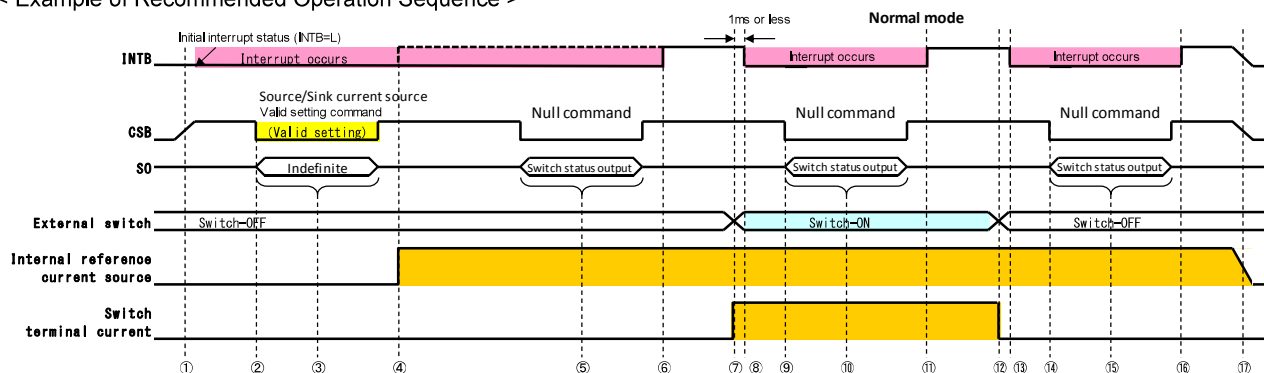 < Example of Recommended Operation Sequence >
1ms or less
Normal mode
Initial interrupt status (INTB=L)
INTB
Interrupt occurs
Interrupt occurs
Interrupt occurs
Source/Sink current source
Valid setting command
Null command
Null command
Null command
CSB
(Valid setting)
SO
Indefinite
Switch status output
Switch status output
Switch status output
External switch
Switch-OFF
Switch-ON
Switch-OFF
Internal reference
current source
Switch
terminal current
① ② ③ ④ ⑤ ⑥ ⑦ ⑧ ⑨ ⑩ ⑪ ⑫ ⑬ ⑭ ⑮ ⑯ ⑰